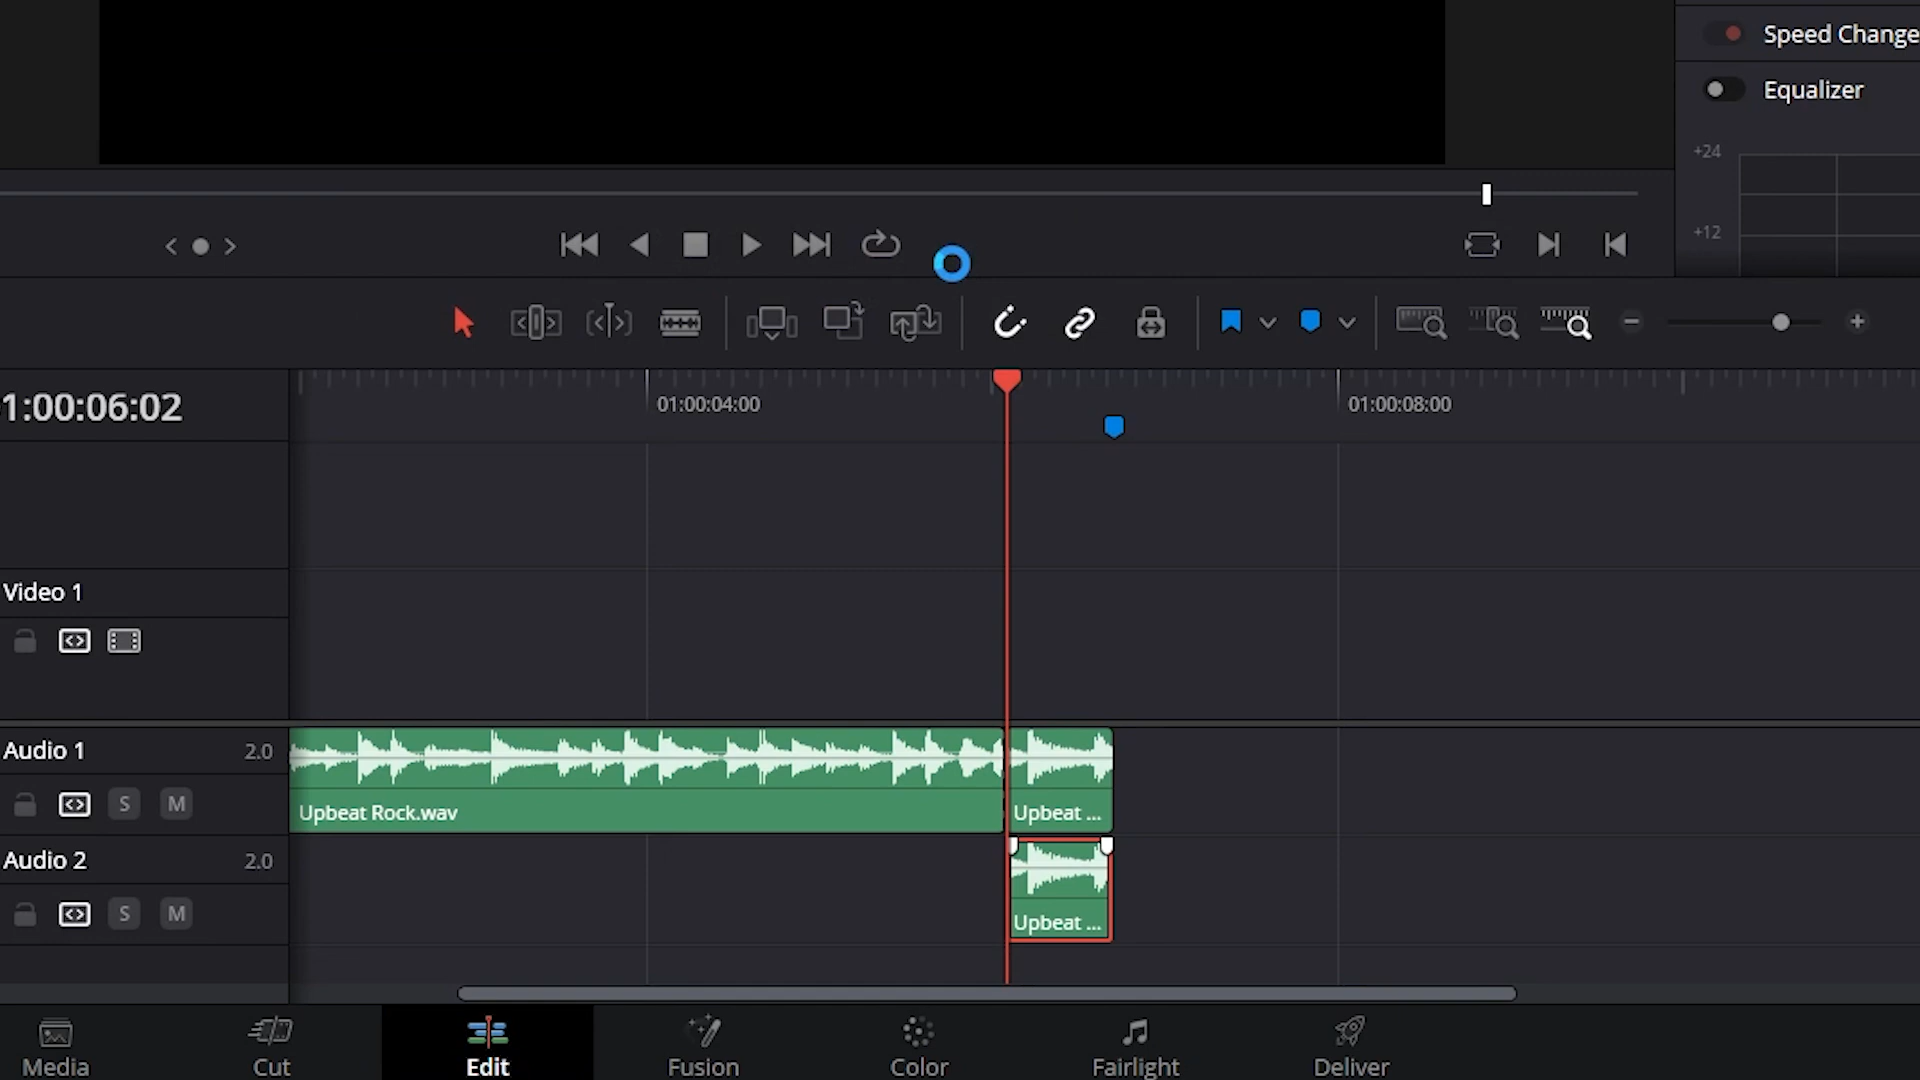 Speed Change
Equalizer
+24
+12
1:00:06:02
01:00:04:00
01:00:08:00
Video 1
Audio 1
2.0
S
M
Upbeat Rock.wav
Upbeat ...
Audio 2
2.0
S
M
Upbeat ...
Media
Cut
Edit
Fusion
Color
Fairlight
Deliver